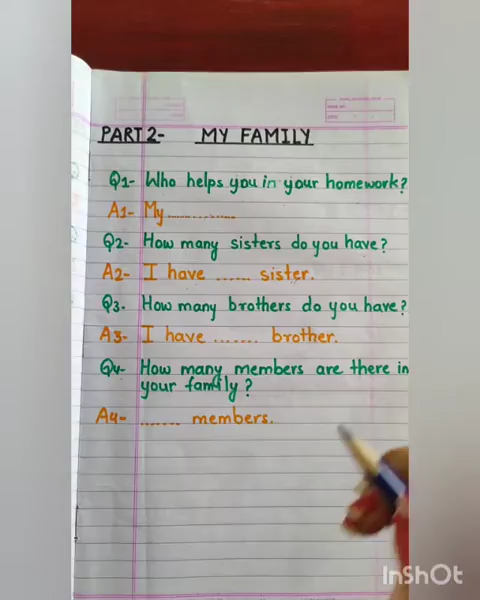 PART 2- MY FAMILY
Q1- Who helps you in your homework?
A1- My ............
Q2- How many sisters do you have?
A2- I have ...... sister.
Q3- How many brothers do you have?
A3- I have ....... brother.
Q4- How many members are there in
your family?
A4- ....... members.
InShOt